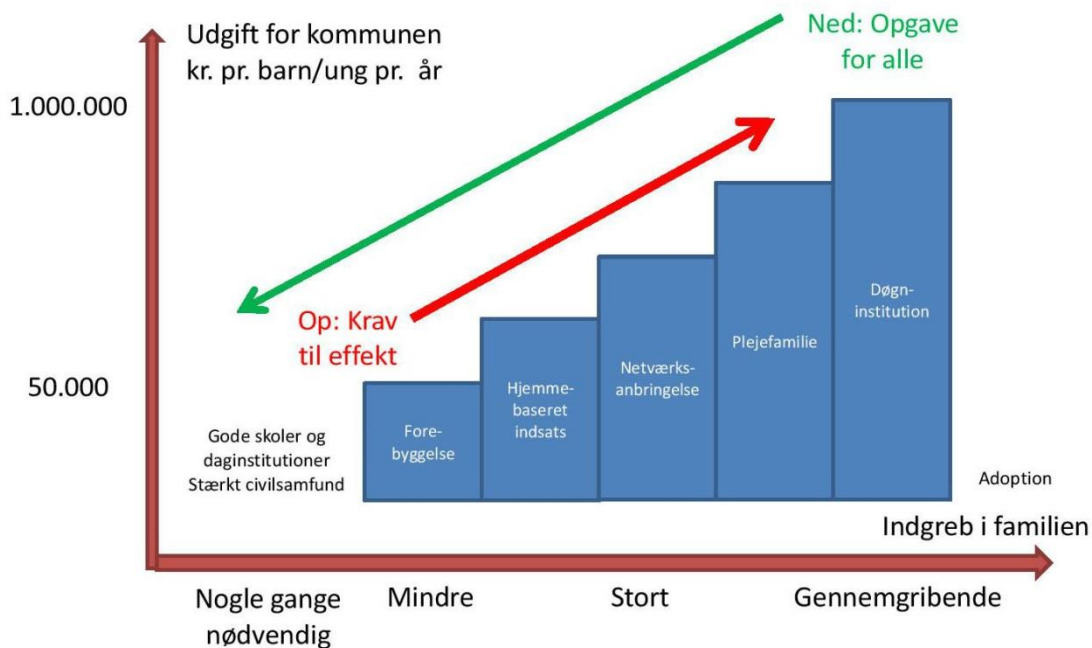 Udgift for kommunen
kr. pr. barn/ung pr. år
Ned: Opgave
for alle
1.000.000
50.000
Op: Krav
til effekt
Gode skoler og
daginstitutioner
Stærkt civilsamfund
Fore-
byggelse
Hjemme-
baseret
indsats
Netværks-
anbringelse
Plejefamilie
Døgn-
institution
Adoption
Indgreb i familien
Nogle gange
nødvendig
Mindre
Stort
Gennemgribende